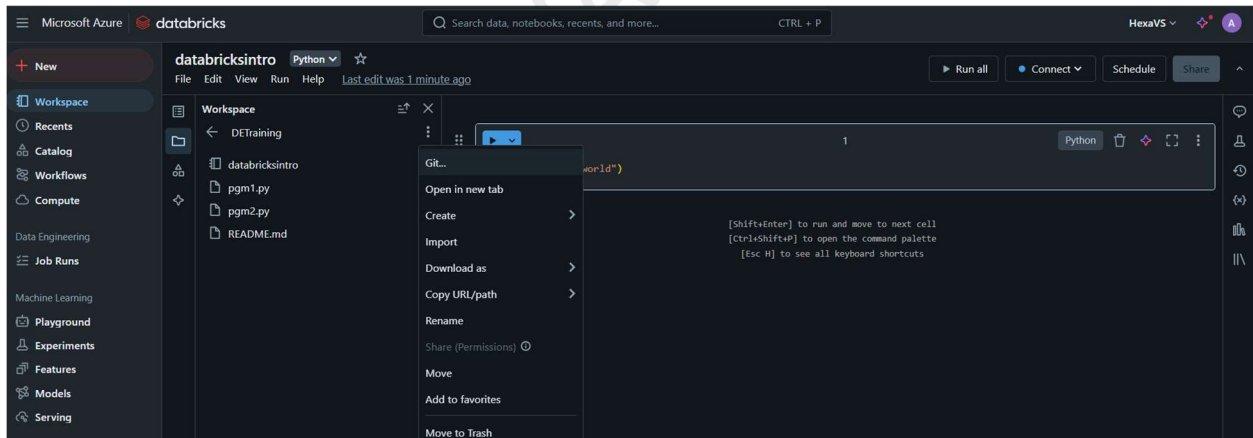 Microsoft Azure databricks Search data, notebooks, recents, and more... CTRL + P HexaVS A
New
Workspace
Recents
Catalog
Workflows
Compute
Data Engineering
Job Runs
Machine Learning
Playground
Experiments
Features
Models
Serving
databricksintro Python
File Edit View Run Help Last edit was 1 minute ago
Run all Connect Schedule Share
Workspace
DETraining
databricksintro
pgm1.py
pgm2.py
README.md
Git...
Open in new tab
Create
Import
Download as
Copy URL/path
Rename
Share (Permissions)
Move
Add to favorites
Move to Trash
1 Python
world")
[Shift+Enter] to run and move to next cell
[Ctrl+Shift+P] to open the command palette
[Esc H] to see all keyboard shortcuts